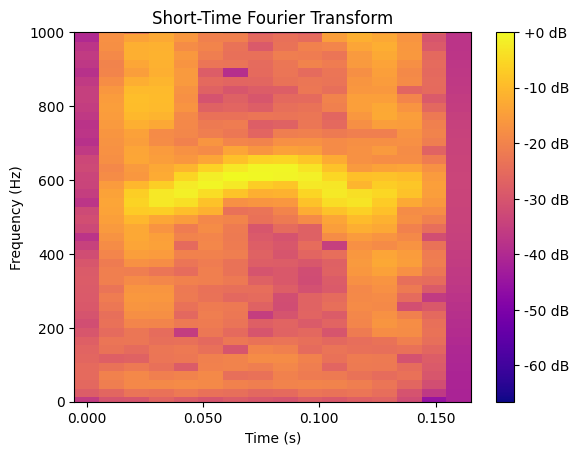 Short-Time Fourier Transform
1000
800
600
400
200
0
Frequency (Hz)
0.000
0.050
0.100
0.150
Time (s)
+0 dB
-10 dB
-20 dB
-30 dB
-40 dB
-50 dB
-60 dB